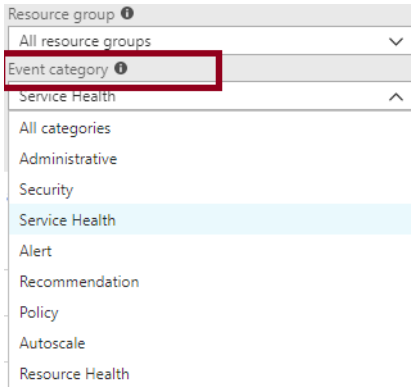 Resource group
All resource groups
Event category
Service Health
All categories
Administrative
Security
Service Health
Alert
Recommendation
Policy
Autoscale
Resource Health